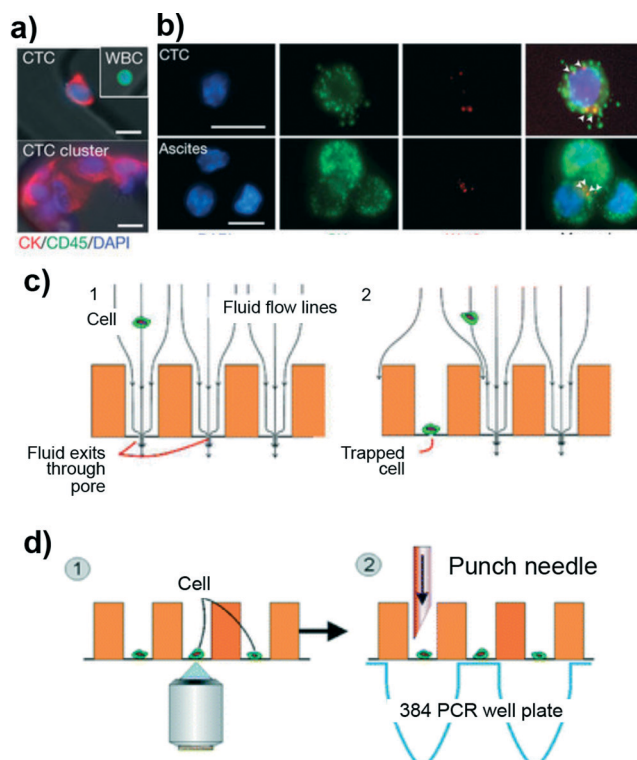 a)
CTC
WBC
CTC cluster
CK/CD45/DAPI
b)
CTC
Ascites
c)
1
Cell
Fluid flow lines
Fluid exits
through
pore
2
Trapped
cell
d)
1
Cell
2
Punch needle
384 PCR well plate